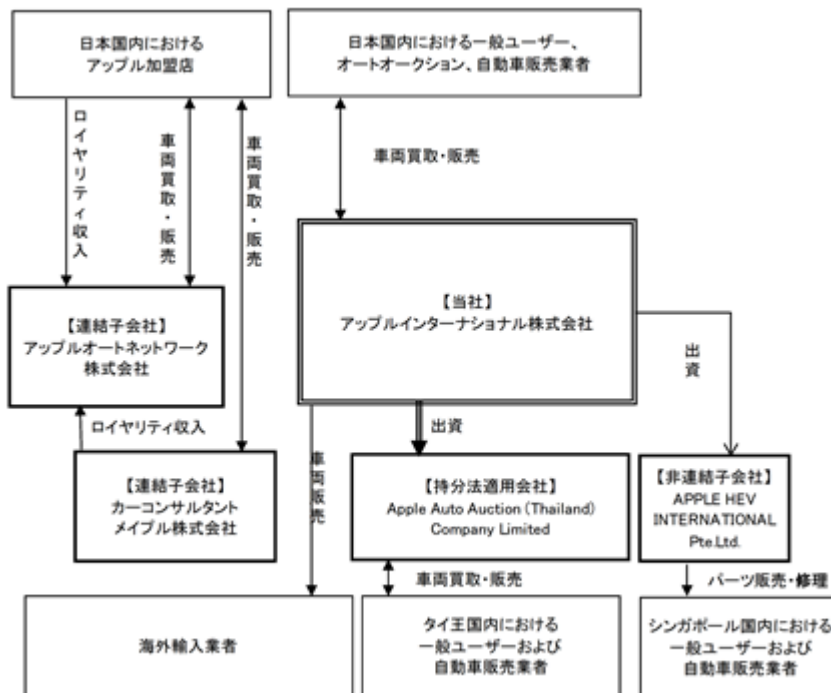 日本国内における
アップル加盟店
日本国内における一般ユーザー、
オートオークション、自動車販売業者
ロイヤリティ収入
車両買取・販売
車両買取・販売
車両買取・販売
【当社】
アップルインターナショナル株式会社
【連結子会社】
アップルオートネットワーク
株式会社
出資
ロイヤリティ収入
車両販売
出資
【連結子会社】
カーコンサルタント
メイプル株式会社
【持分法適用会社】
Apple Auto Auction (Thailand)
Company Limited
【非連結子会社】
APPLE HEV
INTERNATIONAL
Pte.Ltd.
車両買取・販売
パーツ販売・修理
海外輸入業者
タイ王国内における
一般ユーザーおよび
自動車販売業者
シンガポール国内における
一般ユーザーおよび
自動車販売業者